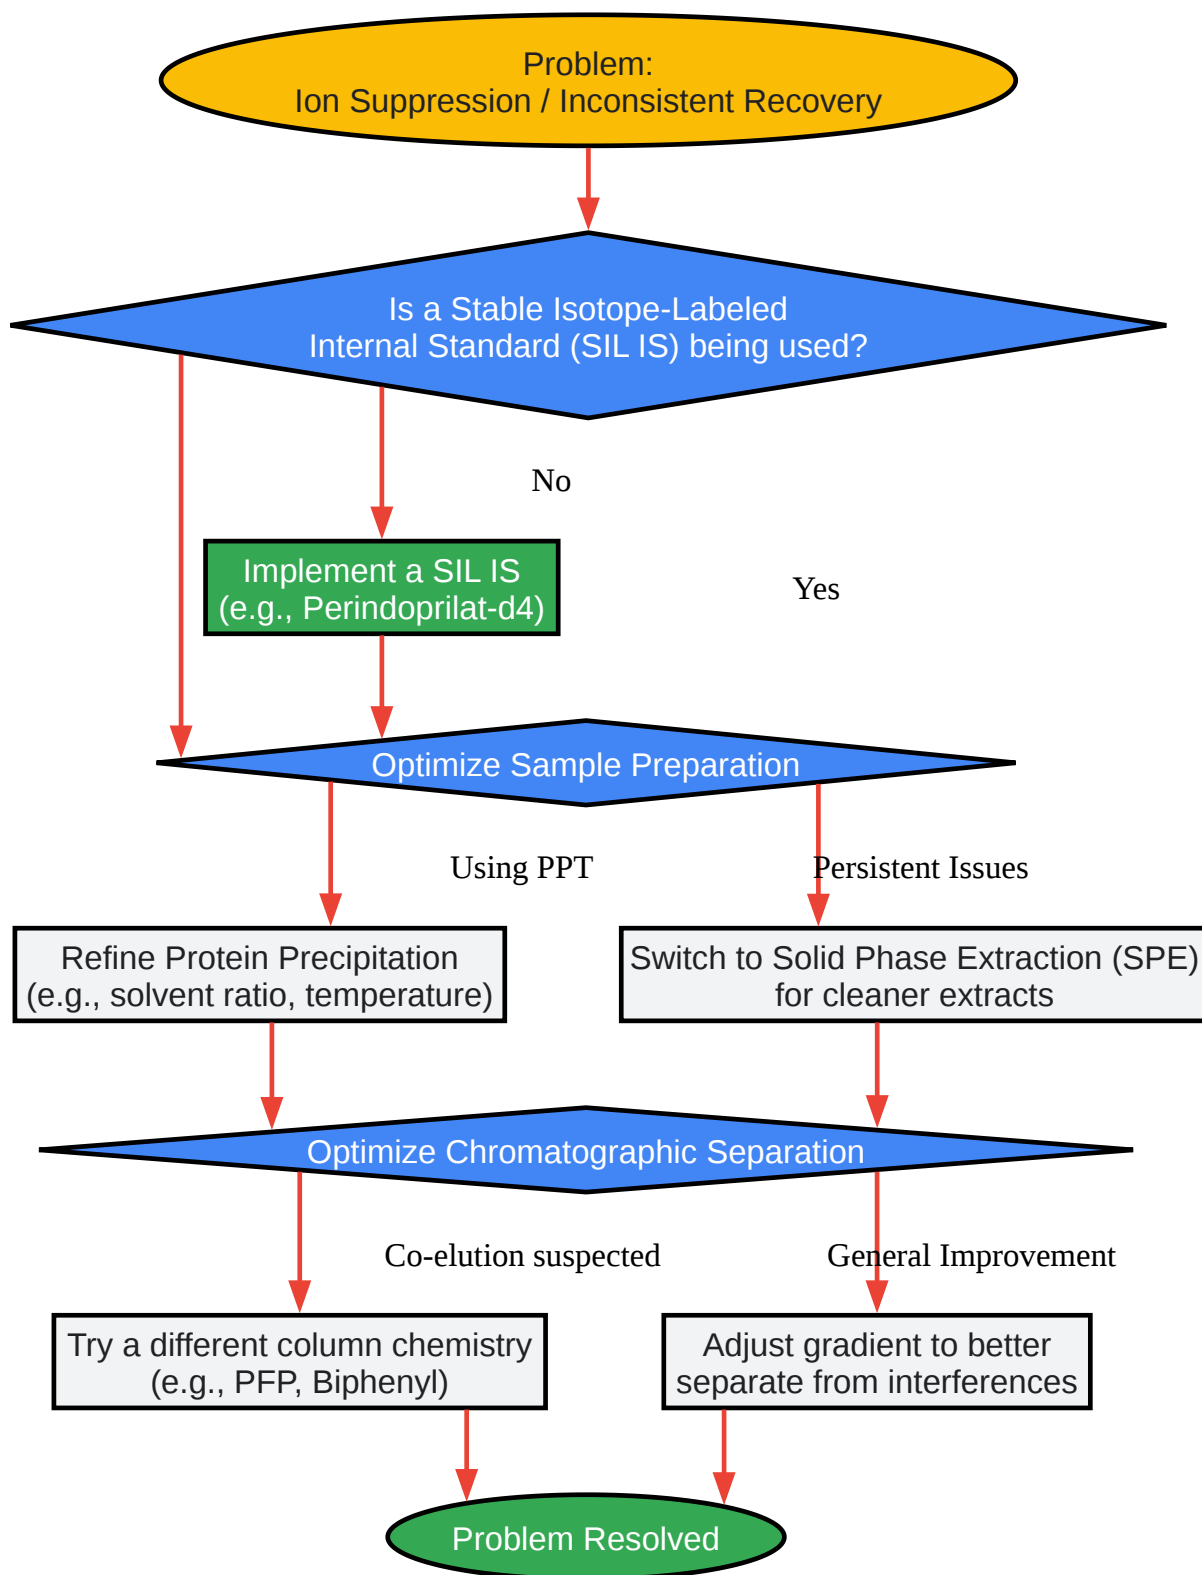 Problem:
Ion Suppression / Inconsistent Recovery
Is a Stable Isotope-Labeled
Internal Standard (SIL IS) being used?
No
Implement a SIL IS
(e.g., Perindoprilat-d4)
Yes
Optimize Sample Preparation
Using PPT
Persistent Issues
Refine Protein Precipitation
(e.g., solvent ratio, temperature)
Switch to Solid Phase Extraction (SPE)
for cleaner extracts
Optimize Chromatographic Separation
Co-elution suspected
General Improvement
Try a different column chemistry
(e.g., PFP, Biphenyl)
Adjust gradient to better
separate from interferences
Problem Resolved